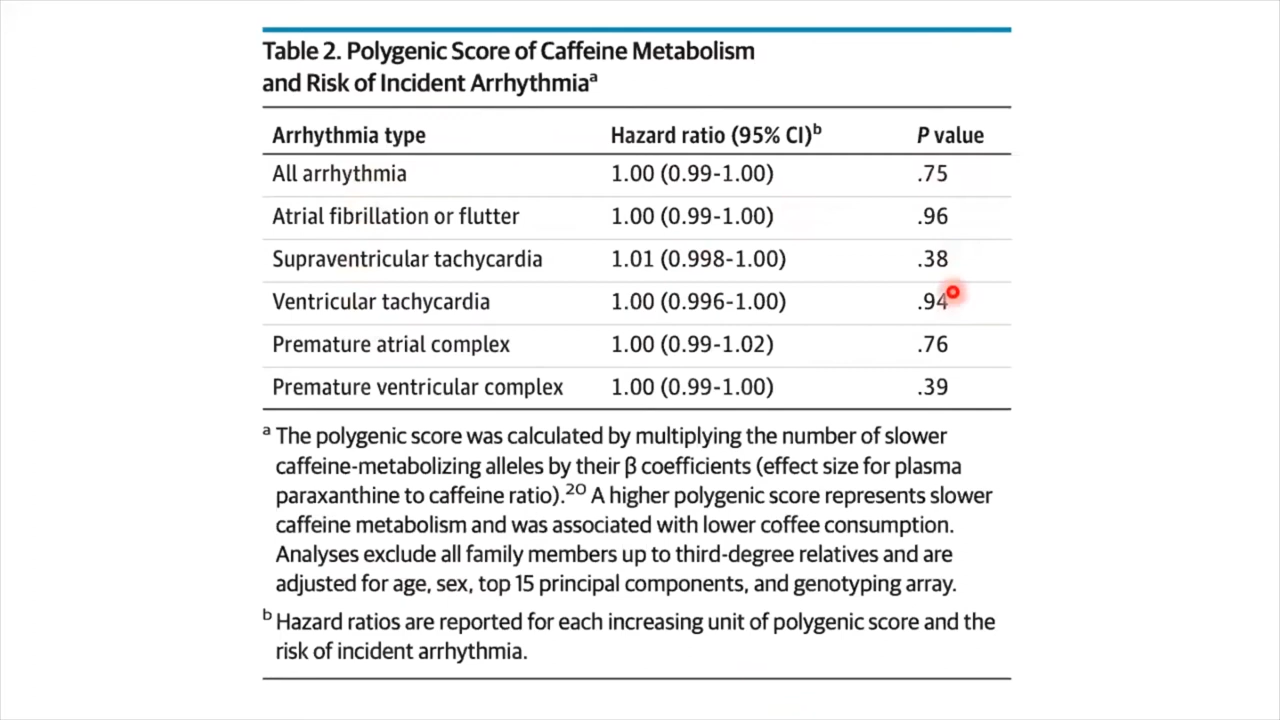 Table 2. Polygenic Score of Caffeine Metabolism
and Risk of Incident Arrhythmiaᵃ
Arrhythmia type Hazard ratio (95% CI)ᵇ P value
All arrhythmia 1.00 (0.99-1.00) .75
Atrial fibrillation or flutter 1.00 (0.99-1.00) .96
Supraventricular tachycardia 1.01 (0.998-1.00) .38
Ventricular tachycardia 1.00 (0.996-1.00) .94
Premature atrial complex 1.00 (0.99-1.02) .76
Premature ventricular complex 1.00 (0.99-1.00) .39
ᵃ The polygenic score was calculated by multiplying the number of slower
caffeine-metabolizing alleles by their β coefficients (effect size for plasma
paraxanthine to caffeine ratio).²⁰ A higher polygenic score represents slower
caffeine metabolism and was associated with lower coffee consumption.
Analyses exclude all family members up to third-degree relatives and are
adjusted for age, sex, top 15 principal components, and genotyping array.
ᵇ Hazard ratios are reported for each increasing unit of polygenic score and the
risk of incident arrhythmia.